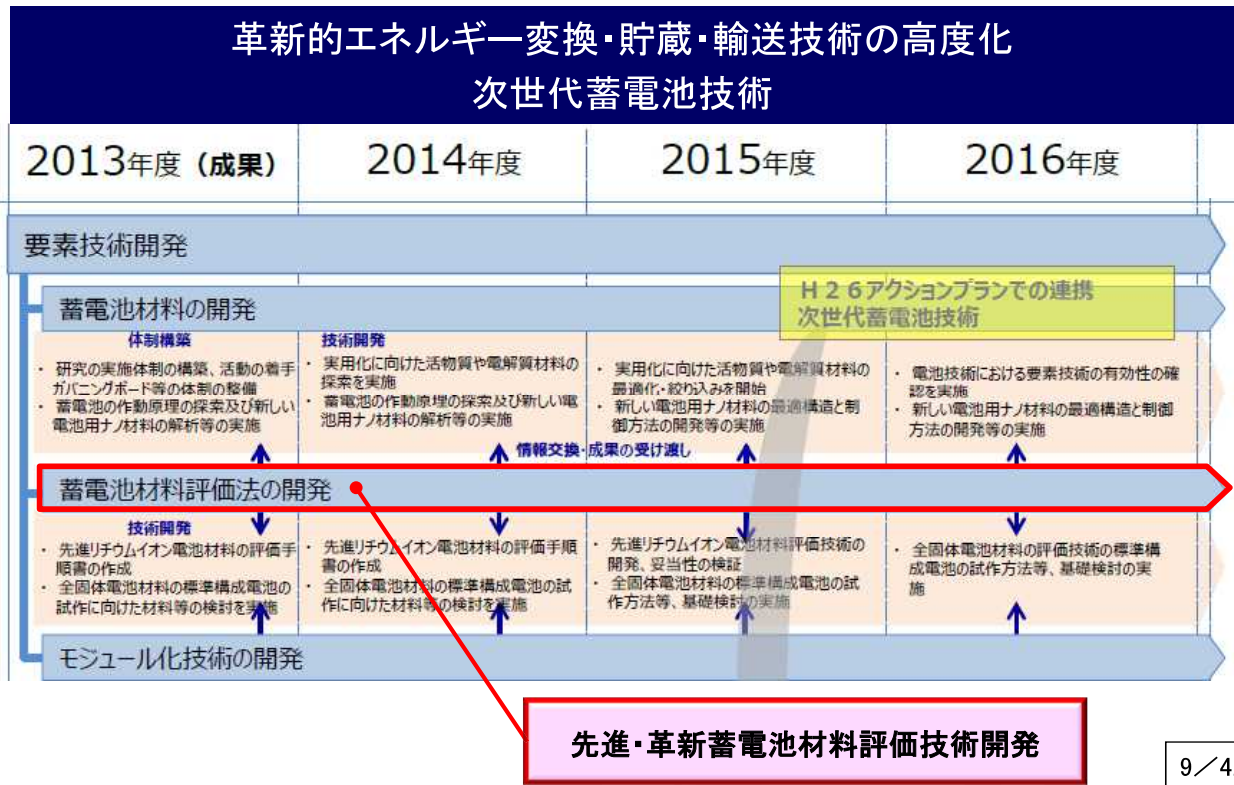 革新的エネルギー変換・貯蔵・輸送技術の高度化
次世代蓄電池技術
2013年度（成果）
2014年度
2015年度
2016年度
要素技術開発
H26アクションプランでの連携
次世代蓄電池技術
蓄電池材料の開発
体制構築
・ 研究の実施体制の構築、活動の着手
ガバニングボード等の体制の整備
・ 蓄電池の作動原理の探索及び新しい
電池用ナノ材料の解析等の実施
技術開発
・ 実用化に向けた活物質や電解質材料の
探索を実施
・ 蓄電池の作動原理の探索及び新しい電
池用ナノ材料の解析等の実施
・ 実用化に向けた活物質や電解質材料の
最適化・絞り込みを開始
・ 新しい電池用ナノ材料の最適構造と制
御方法の開発等の実施
・ 電池技術における要素技術の有効性の確
認を実施
・ 新しい電池用ナノ材料の最適構造と制御
方法の開発等の実施
情報交換・成果の受け渡し
蓄電池材料評価法の開発
技術開発
・ 先進リチウムイオン電池材料の評価手
順書の作成
・ 全固体電池材料の標準構成電池の
試作に向けた材料等の検討を実施
・ 先進リチウムイオン電池材料の評価手順
書の作成
・ 全固体電池材料の標準構成電池の試
作に向けた材料等の検討を実施
・ 先進リチウムイオン電池材料評価技術の
開発、妥当性の検証
・ 全固体電池材料の標準構成電池の試
作方法等、基礎検討の実施
・ 全固体電池材料の評価技術の標準構
成電池の試作方法等、基礎検討の実
施
モジュール化技術の開発
先進・革新蓄電池材料評価技術開発
9／4